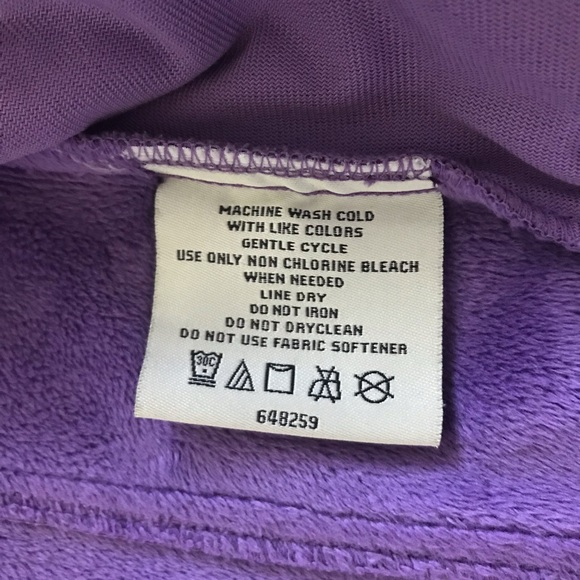 MACHINE WASH COLD
WITH LIKE COLORS
GENTLE CYCLE
USE ONLY NON CHLORINE BLEACH
WHEN NEEDED
LINE DRY
DO NOT IRON
DO NOT DRYCLEAN
DO NOT USE FABRIC SOFTENER
30C
648259